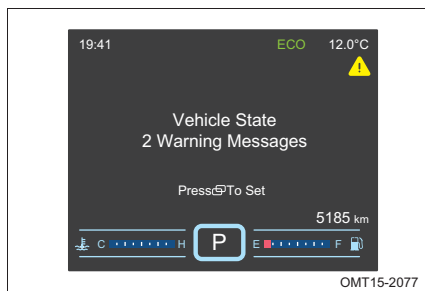 19:41 ECO 12.0°C
Vehicle State
2 Warning Messages
Press To Set
5185 km
C H P E F
OMT15-2077